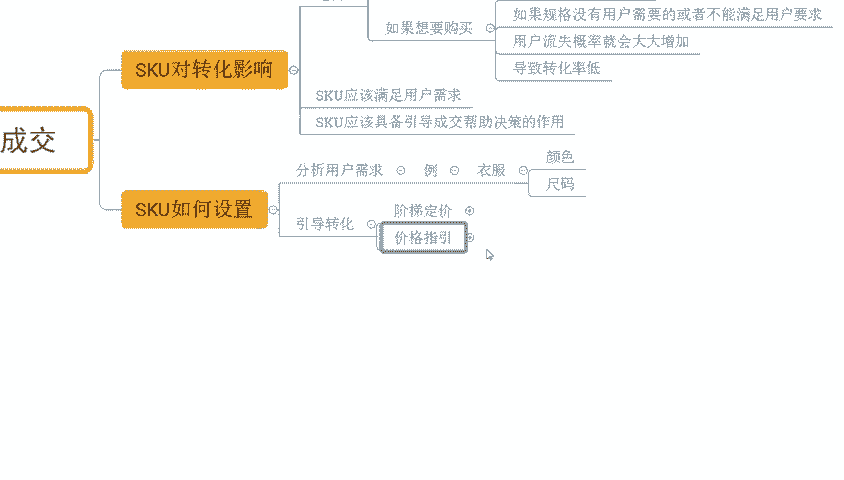 如果规格没有用户需要的或者不能满足用户要求
如果想要购买
用户流失概率就会大大增加
导致转化率低
SKU对转化影响
SKU应该满足用户需求
SKU应该具备引导成交帮助决策的作用
成交
分析用户需求
例
衣服
颜色
尺码
SKU如何设置
引导转化
阶梯定价
价格指引